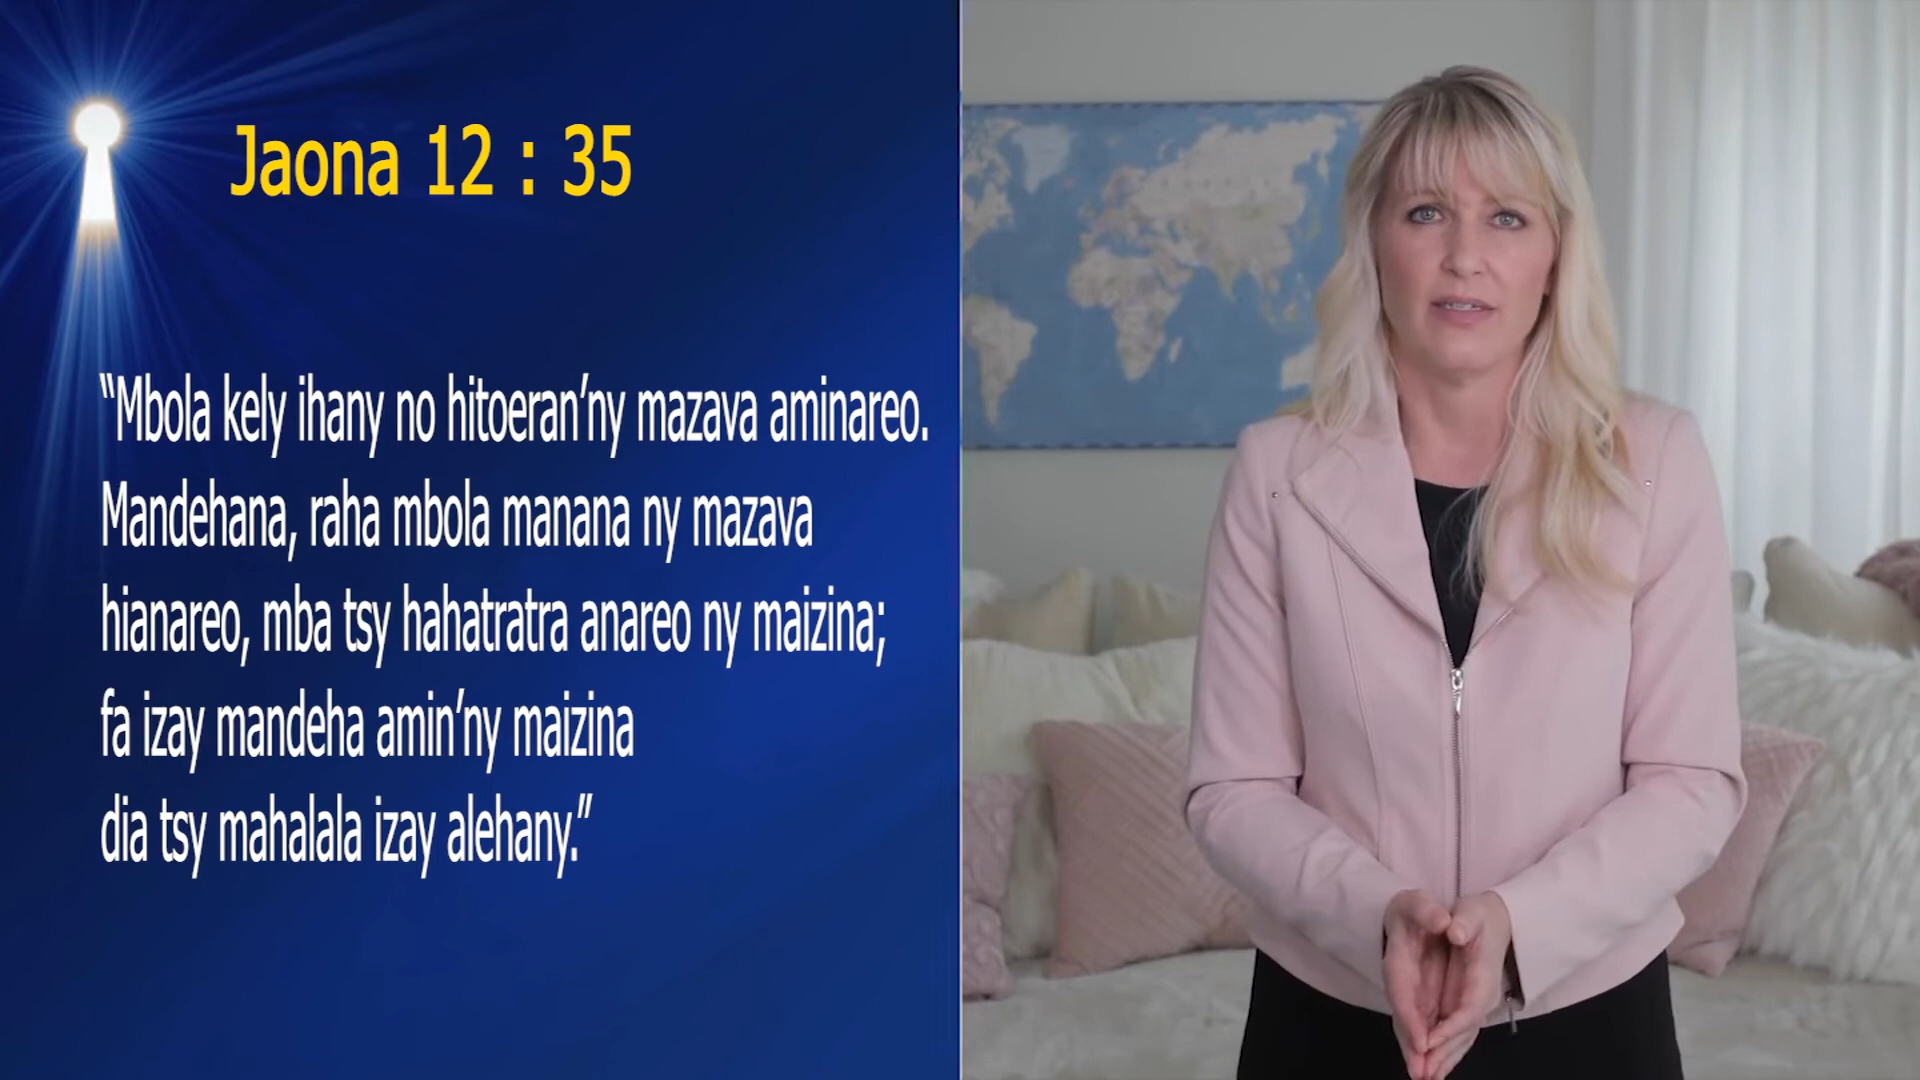 Jaona 12 : 35
“Mbola kely ihany no hitoeran’ny mazava aminareo.
Mandehana, raha mbola manana ny mazava
hianareo, mba tsy hahatratra anareo ny maizina;
fa izay mandeha amin’ny maizina
dia tsy mahalala izay alehany.”